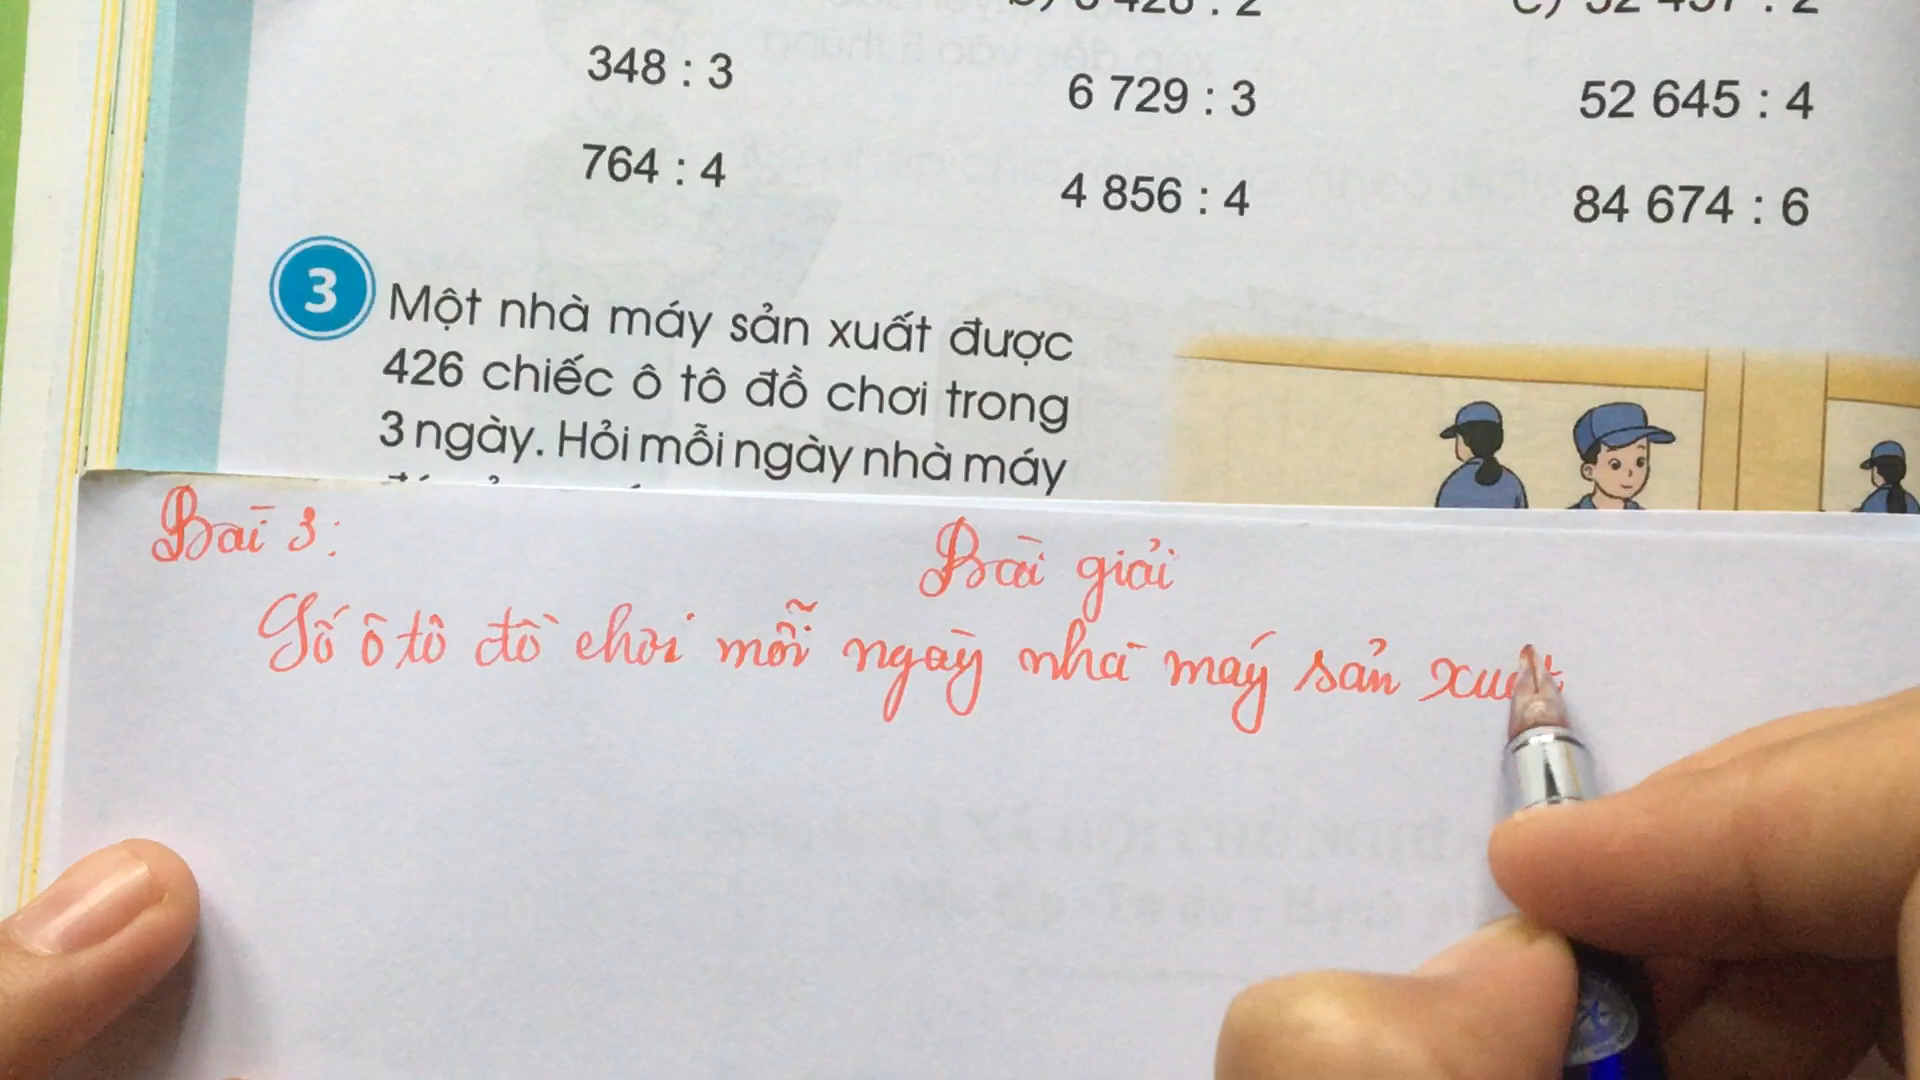 348 : 3
6 729 : 3
52 645 : 4
764 : 4
4 856 : 4
84 674 : 6
3 Một nhà máy sản xuất được
426 chiếc ô tô đồ chơi trong
3 ngày. Hỏi mỗi ngày nhà máy
Bài 3:
Bài giải
Số ô tô đồ chơi mỗi ngày nhà máy sản xuất